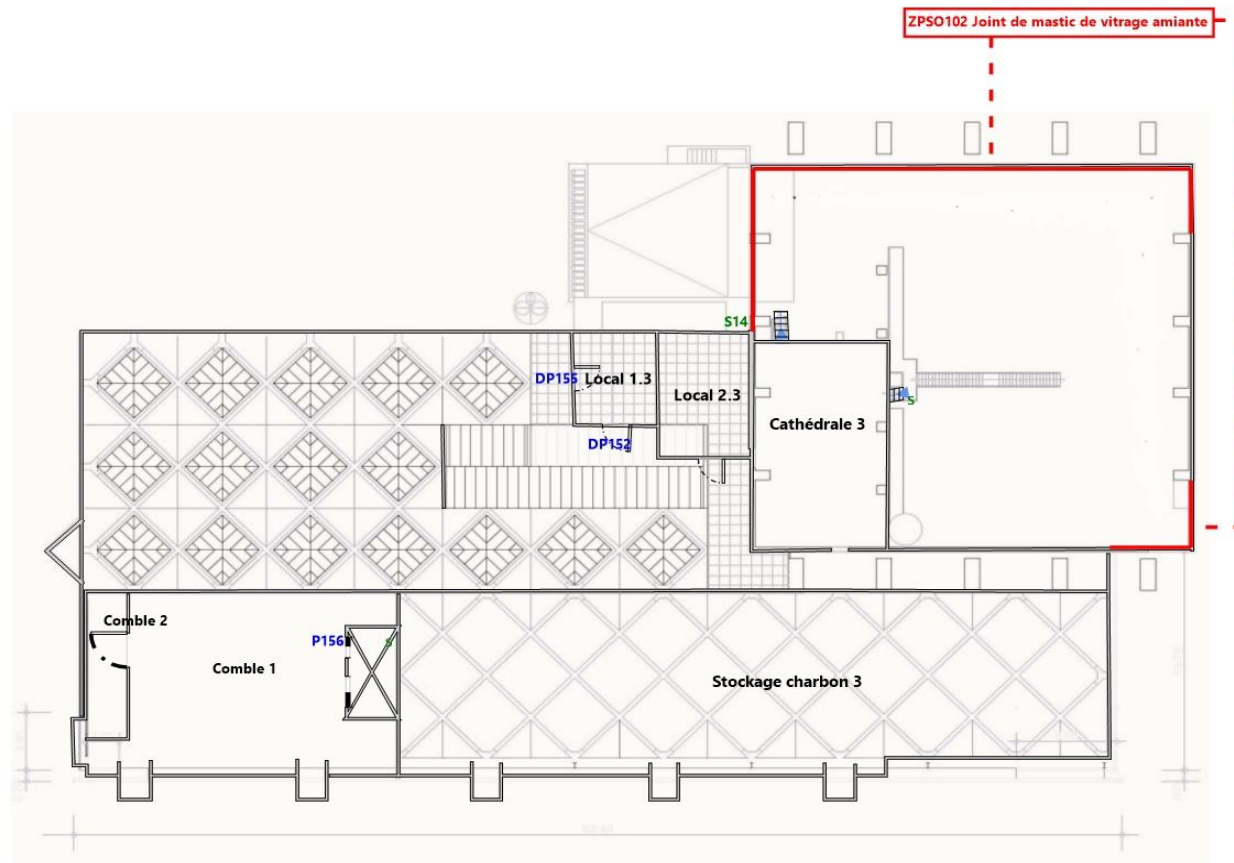 ZPSO102 Joint de mastic de vitrage amiante
S14
DP155
Local 1.3
Local 2.3
S
Cathédrale 3
DP152
Comble 2
P156
S
Comble 1
Stockage charbon 3